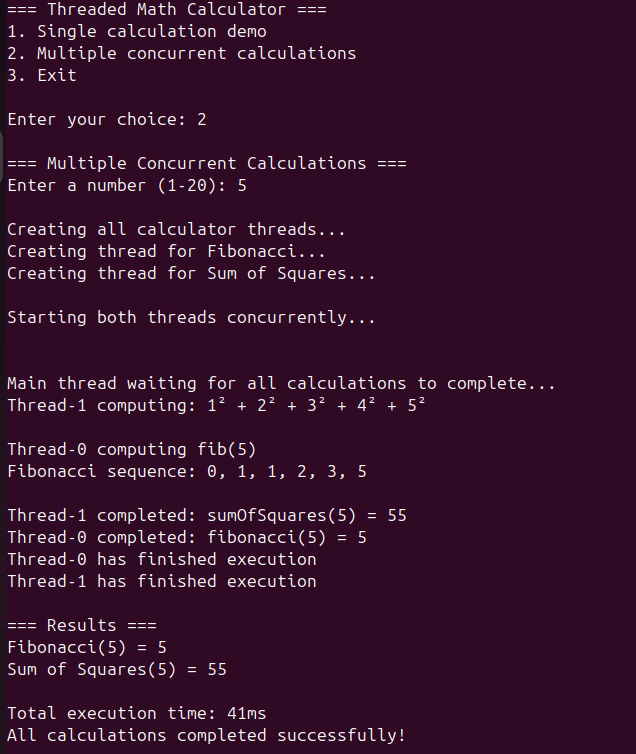 === Threaded Math Calculator ===
1. Single calculation demo
2. Multiple concurrent calculations
3. Exit
Enter your choice: 2
=== Multiple Concurrent Calculations ===
Enter a number (1-20): 5
Creating all calculator threads...
Creating thread for Fibonacci...
Creating thread for Sum of Squares...
Starting both threads concurrently...
Main thread waiting for all calculations to complete...
Thread-1 computing: 1² + 2² + 3² + 4² + 5²
Thread-0 computing fib(5)
Fibonacci sequence: 0, 1, 1, 2, 3, 5
Thread-1 completed: sumOfSquares(5) = 55
Thread-0 completed: fibonacci(5) = 5
Thread-0 has finished execution
Thread-1 has finished execution
=== Results ===
Fibonacci(5) = 5
Sum of Squares(5) = 55
Total execution time: 41ms
All calculations completed successfully!